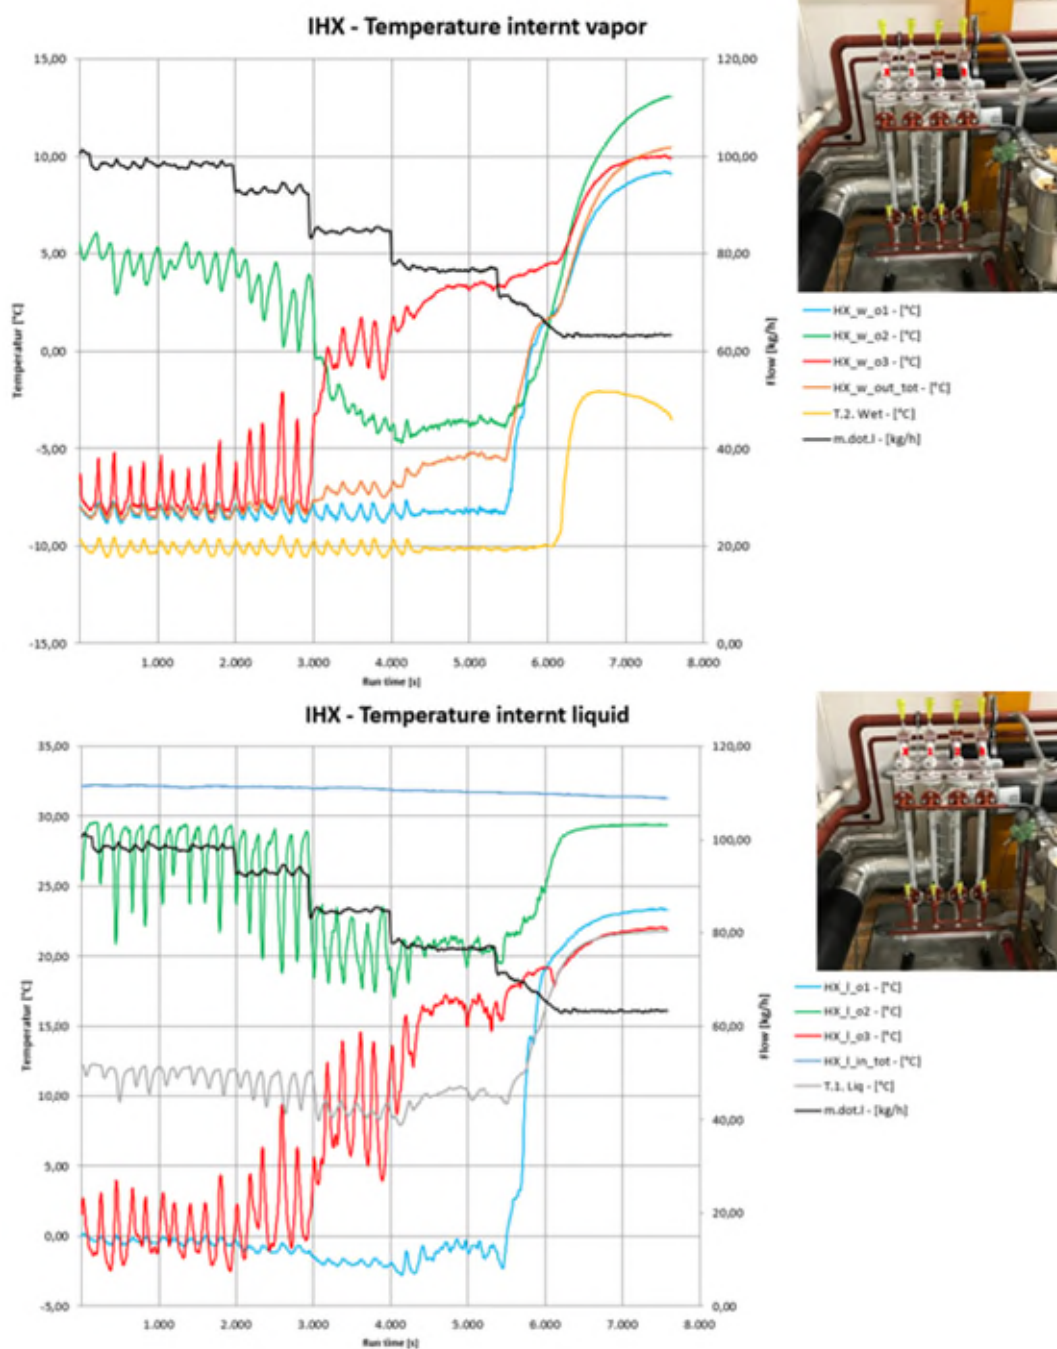 IHX - Temperature internt vapor
15,00
10,00
5,00
0,00
-5,00
-10,00
-15,00
Temperatur [°C]
120,00
100,00
80,00
60,00
40,00
20,00
0,00
Flow [kg/h]
1.000 2.000 3.000 4.000 5.000 6.000 7.000 8.000
Run time [s]
HX_w_o1 - [°C]
HX_w_o2 - [°C]
HX_w_o3 - [°C]
HX_w_out_tot - [°C]
T.2. Wet - [°C]
m.dot.l - [kg/h]
IHX - Temperature internt liquid
35,00
30,00
25,00
20,00
15,00
10,00
5,00
0,00
-5,00
Temperatur [°C]
120,00
100,00
80,00
60,00
40,00
20,00
0,00
Flow [kg/h]
1.000 2.000 3.000 4.000 5.000 6.000 7.000 8.000
Run time [s]
HX_l_o1 - [°C]
HX_l_o2 - [°C]
HX_l_o3 - [°C]
HX_l_in_tot - [°C]
T.1. Liq - [°C]
m.dot.l - [kg/h]